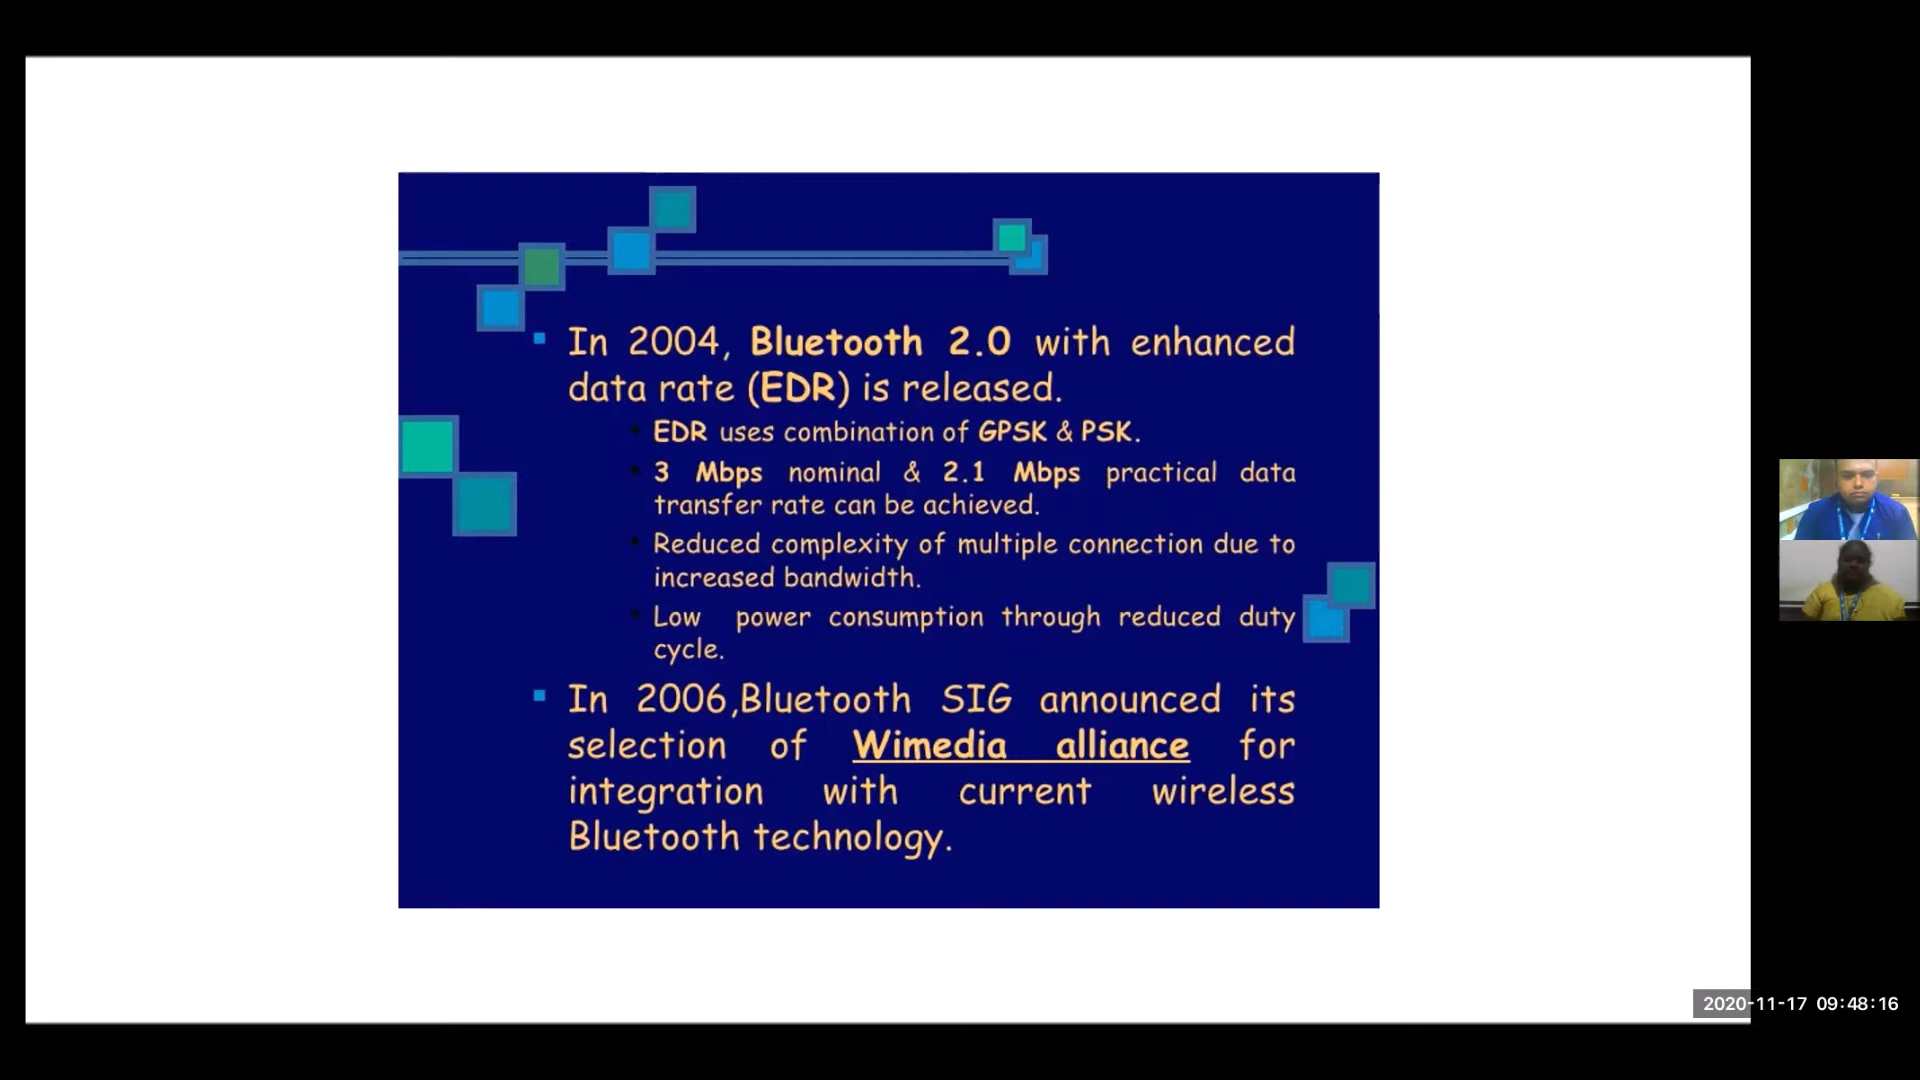 In 2004, Bluetooth 2.0 with enhanced
data rate (EDR) is released.
EDR uses combination of GPSK & PSK.
3 Mbps nominal & 2.1 Mbps practical data
transfer rate can be achieved.
Reduced complexity of multiple connection due to
increased bandwidth.
Low power consumption through reduced duty
cycle.
In 2006,Bluetooth SIG announced its
selection of Wimedia alliance for
integration with current wireless
Bluetooth technology.
2020-11-17 09:48:16